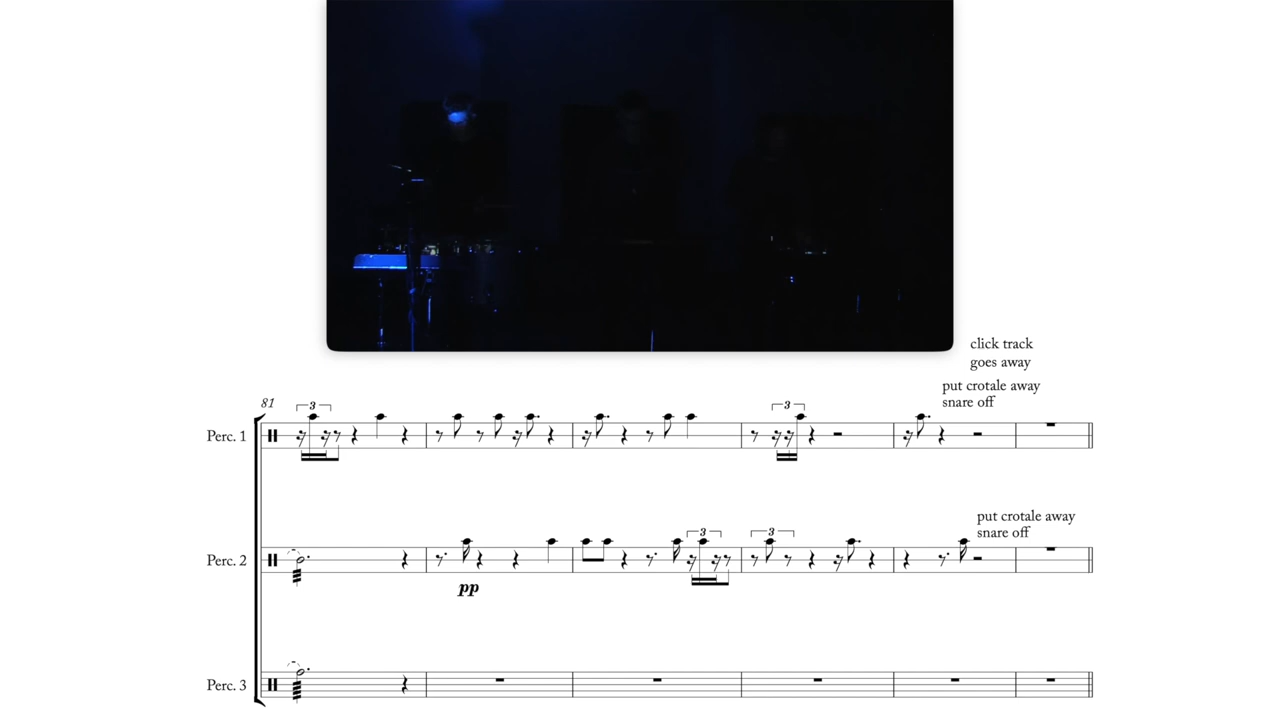 click track
goes away
put crotale away
snare off
81
3
3
Perc. 1
put crotale away
snare off
3
3
Perc. 2
pp
Perc. 3